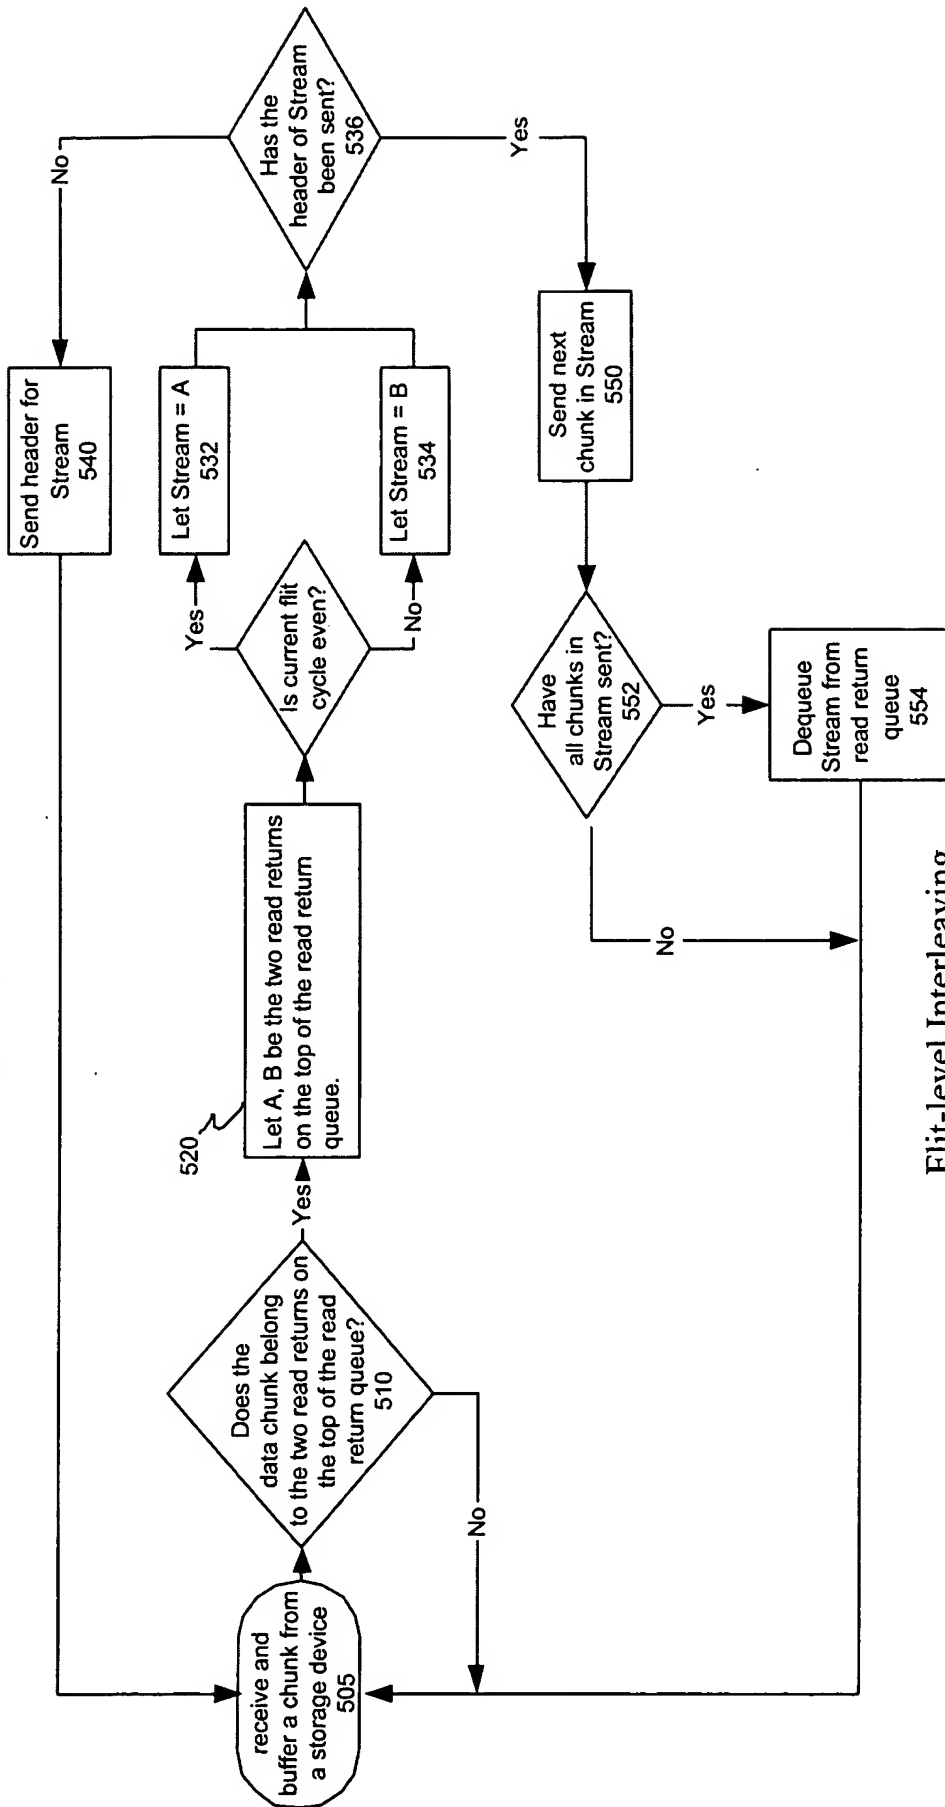 receive and
buffer a chunk from
a storage device
505
Does the
data chunk belong
to the two read returns on
the top of the read
return queue?
510
No
Yes
520
Let A, B be the two read returns
on the top of the read return
queue.
Is current flit
cycle even?
Yes
No
Let Stream = A
532
Let Stream = B
534
Has the
header of Stream
been sent?
536
No
Yes
Send header for
Stream
540
Send next
chunk in Stream
550
Have
all chunks in
Stream sent?
552
No
Yes
Dequeue
Stream from
read return
queue
554
Flit-level Interleaving